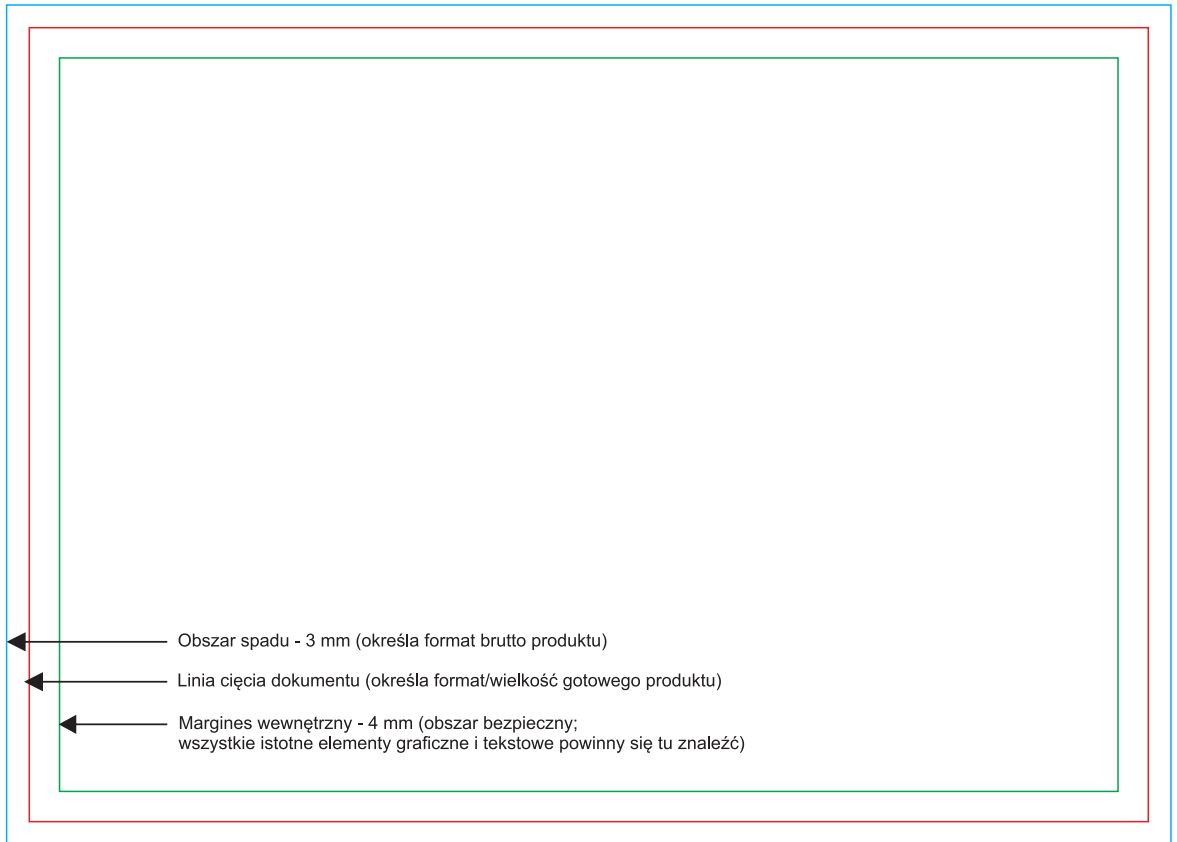 Obszar spadu - 3 mm (określa format brutto produktu)
Linia cięcia dokumentu (określa format/wielkość gotowego produktu)
Margines wewnętrzny - 4 mm (obszar bezpieczny;
wszystkie istotne elementy graficzne i tekstowe powinny się tu znaleźć)